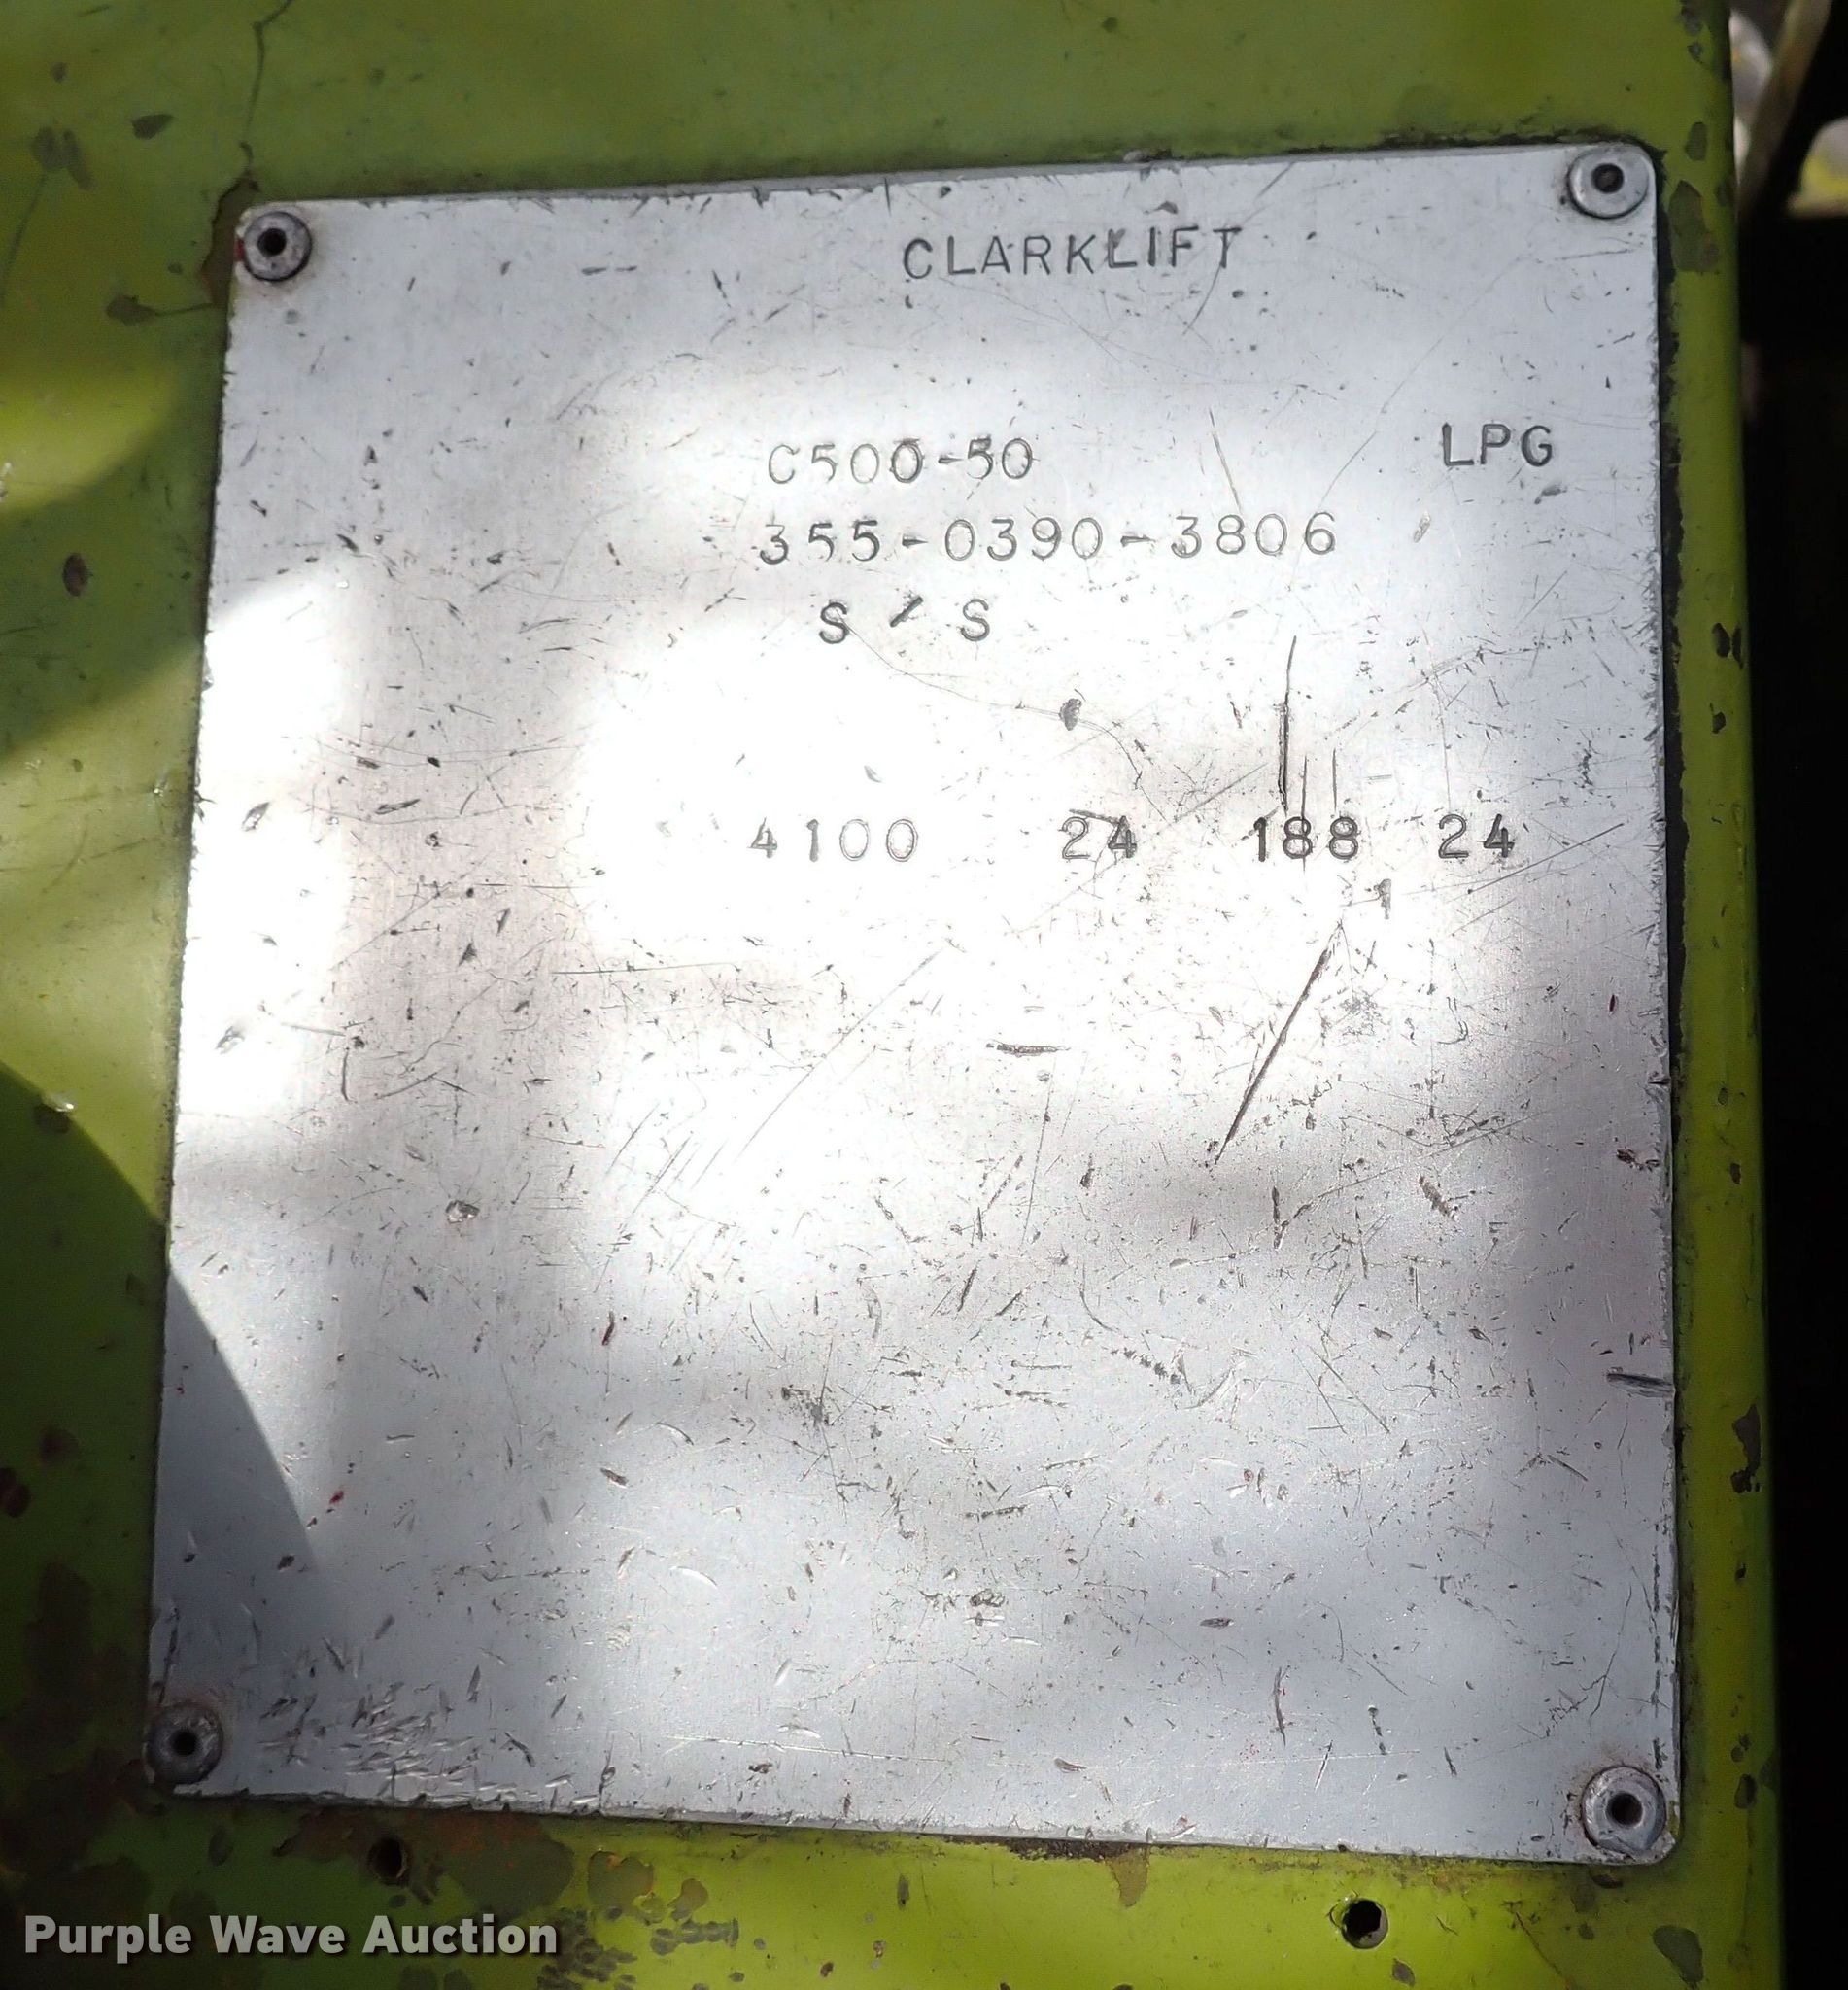 CLARKLIFT
C500-50 LPG
355-0390-3806
S / S
4100 24 188 24
Purple Wave Auction